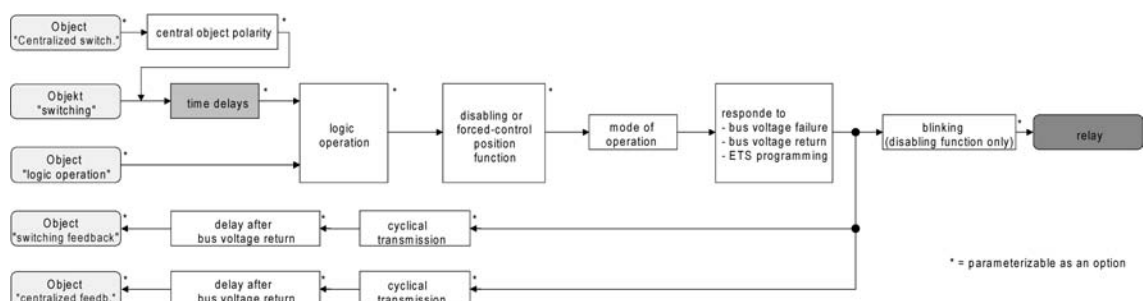 Object
"Centralized switch."
*
central object polarity
*
Objekt
"switching"
time delays
*
Object
"logic operation"
*
logic
operation
*
disabling or
forced-control
position
function
*
mode of
operation
responde to
- bus voltage failure
- bus voltage return
- ETS programming
blinking
(disabling function only)
*
relay
Object
"switching feedback"
*
delay after
bus voltage return
*
cyclical
transmission
*
Object
"centralized feedb."
*
delay after
bus voltage return
*
cyclical
transmission
*
* = parameterizable as an option